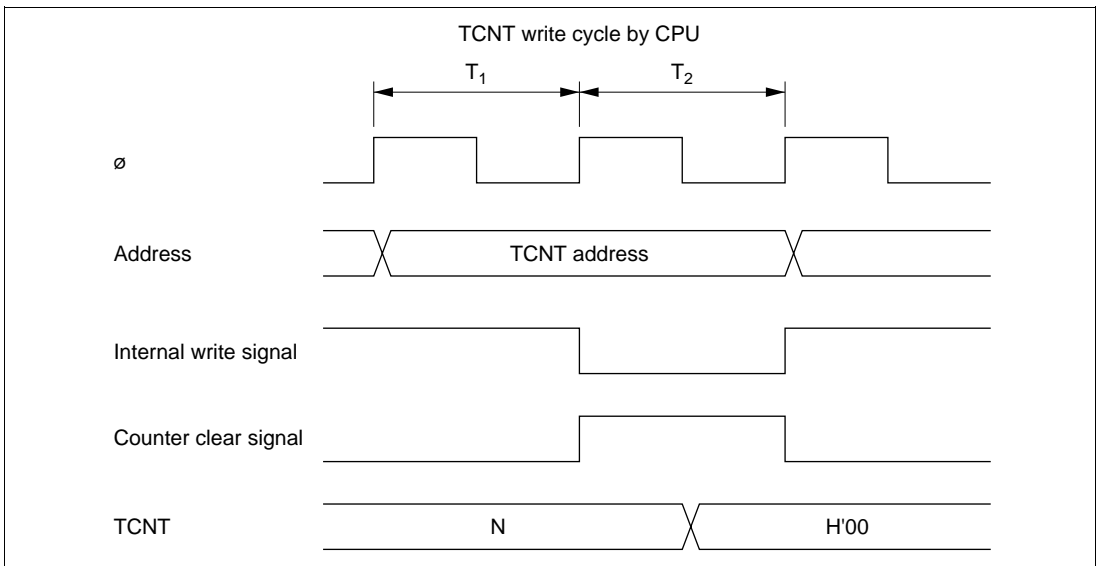 TCNT write cycle by CPU
T₁ T₂
ø
Address TCNT address
Internal write signal
Counter clear signal
TCNT N H'00